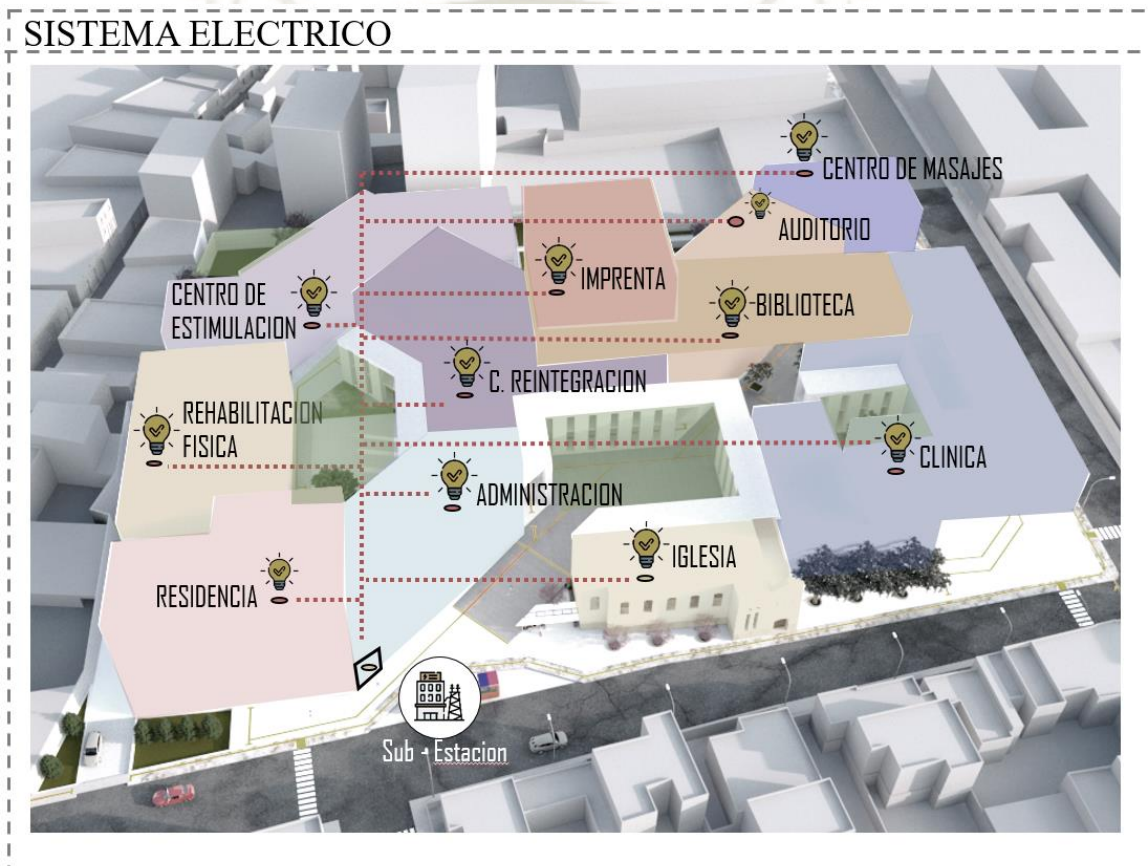 SISTEMA ELECTRICO
CENTRO DE MASAJES
AUDITORIO
IMPRENTA
CENTRO DE
ESTIMULACION
BIBLIOTECA
C. REINTEGRACION
REHABILITACION
FISICA
CLINICA
ADMINISTRACION
IGLESIA
RESIDENCIA
Sub - Estacion